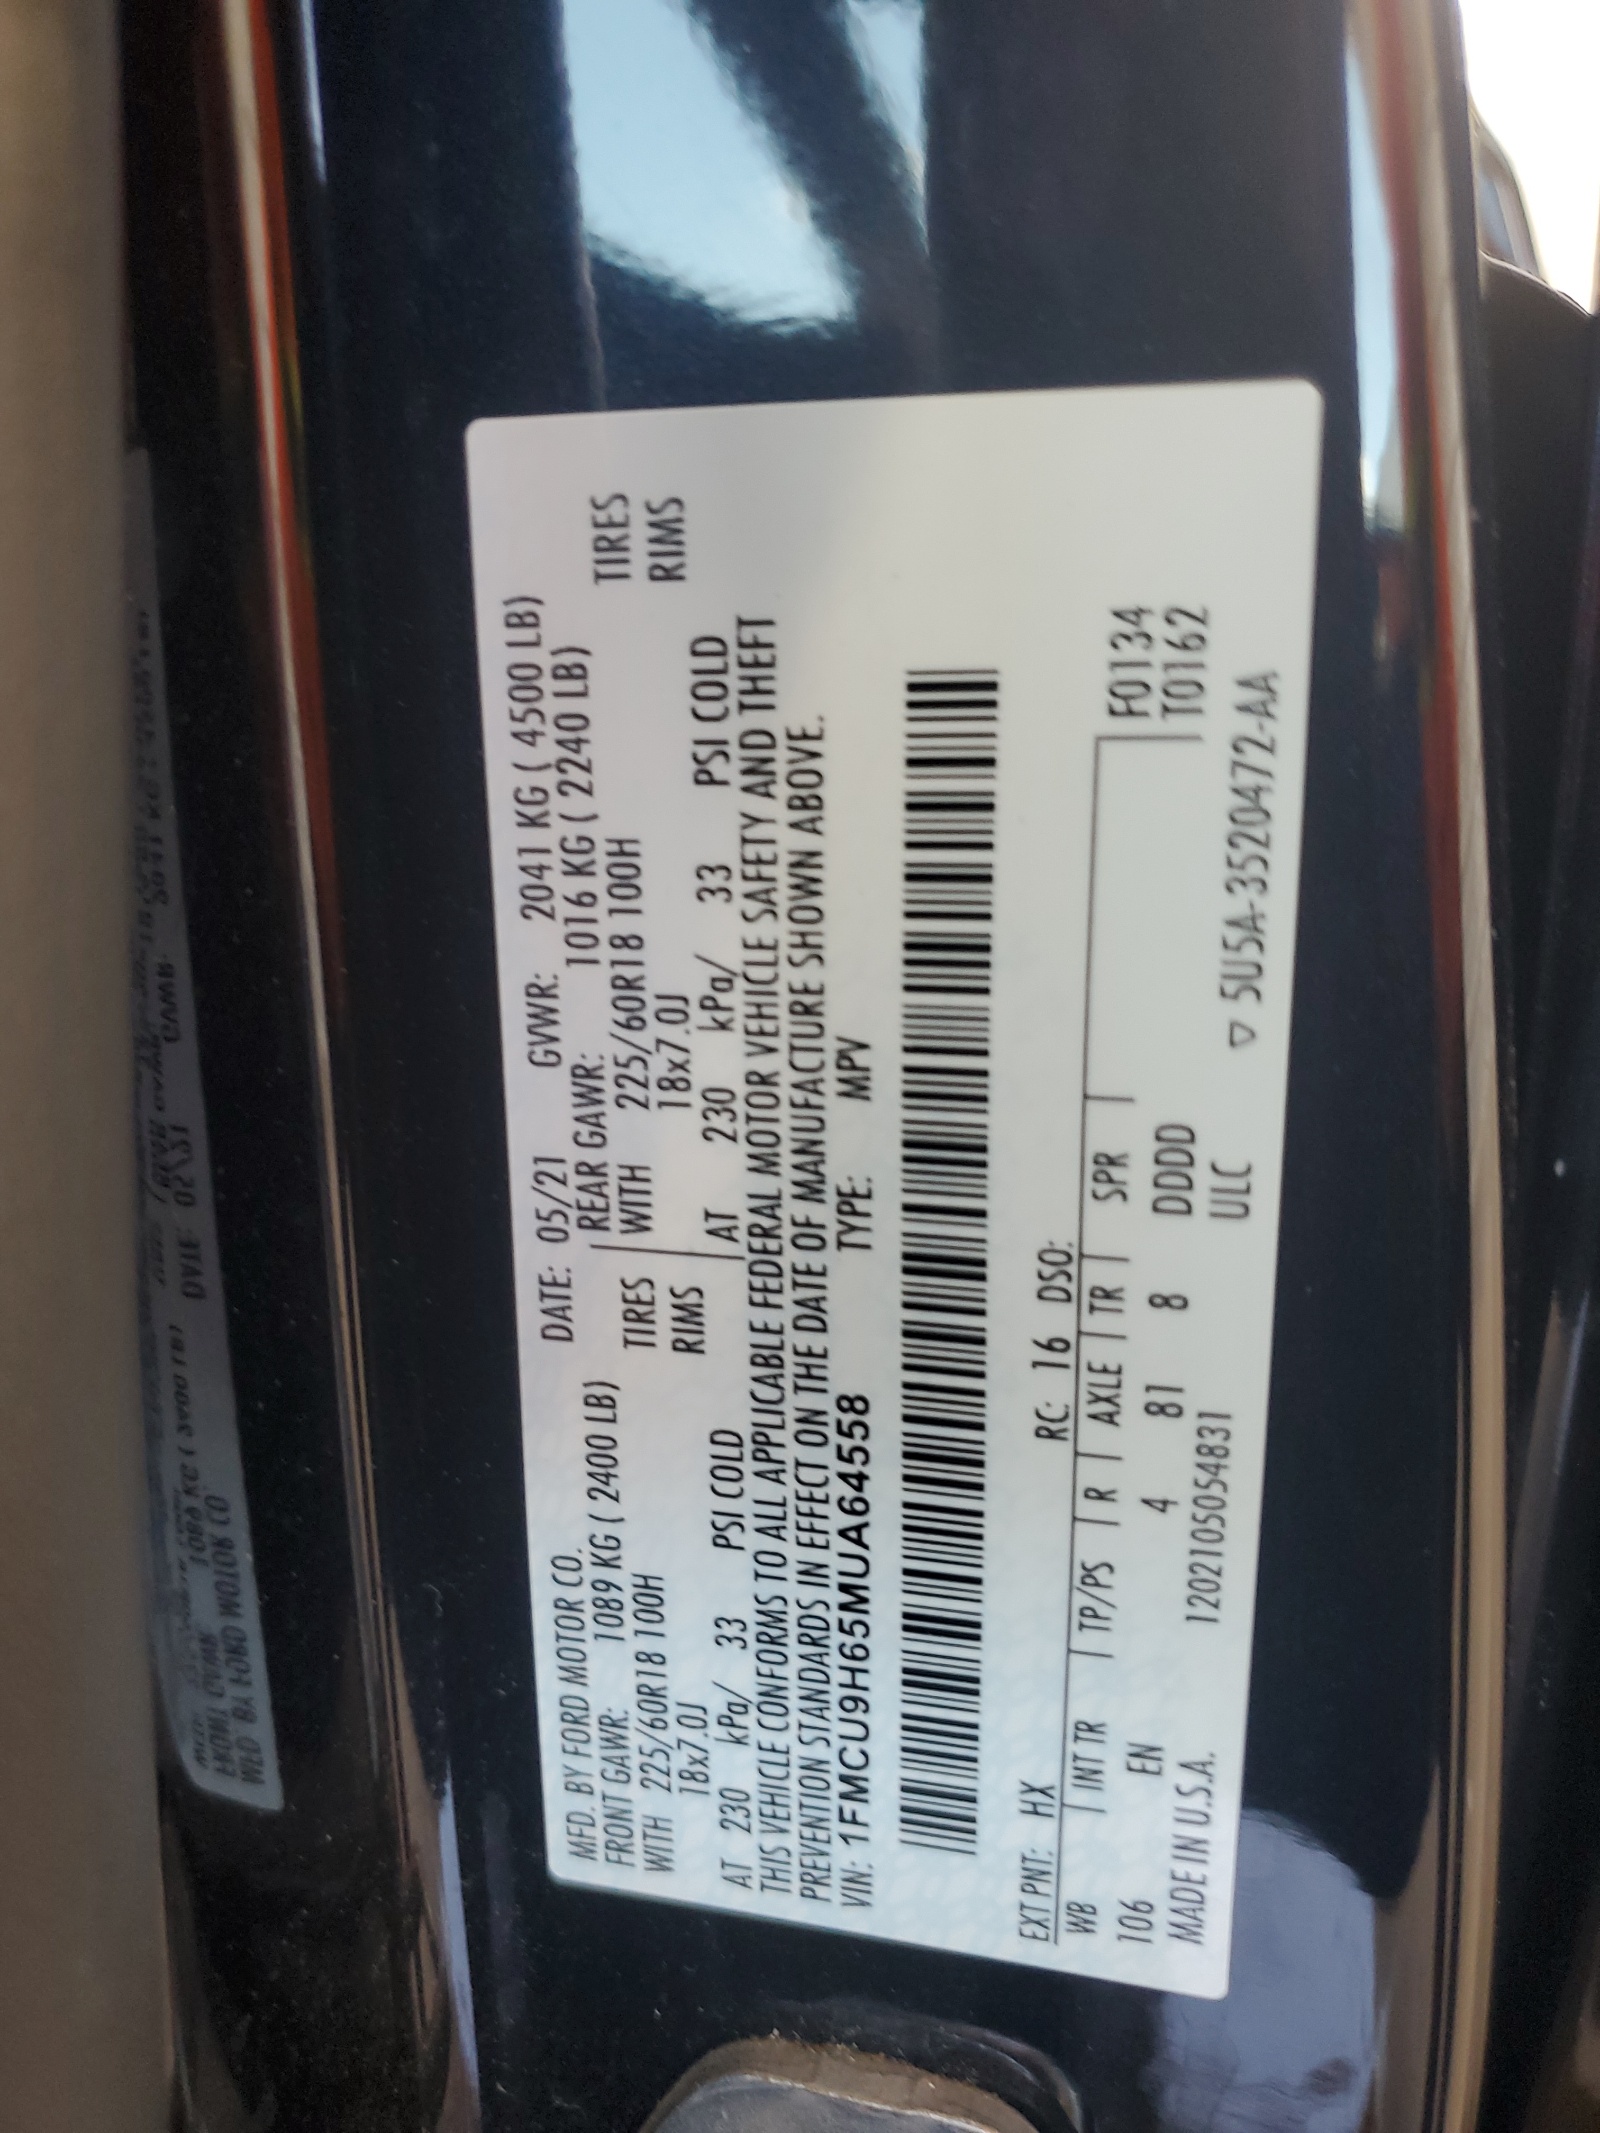 MFD. BY FORD MOTOR CO. DATE: 05/21 GVWR: 2041 KG ( 4500 LB)
FRONT GAWR: 1089 KG ( 2400 LB) REAR GAWR: 1016 KG ( 2240 LB)
WITH 225/60R18 100H TIRES WITH 225/60R18 100H TIRES
18x7.0J RIMS 18x7.0J RIMS
AT 230 kPa/ 33 PSI COLD AT 230 kPa/ 33 PSI COLD
THIS VEHICLE CONFORMS TO ALL APPLICABLE FEDERAL MOTOR VEHICLE SAFETY AND THEFT
PREVENTION STANDARDS IN EFFECT ON THE DATE OF MANUFACTURE SHOWN ABOVE.
VIN: 1FMCU9H65MUA64558 TYPE: MPV
EXT PNT: HX RC: 16 DSO:
WB INT TR TP/PS R AXLE TR SPR F0134
106 EN 4 81 8 DDDD T0162
MADE IN U.S.A. 1202105054831 ULC
▽ 5U5A-3520472-AA